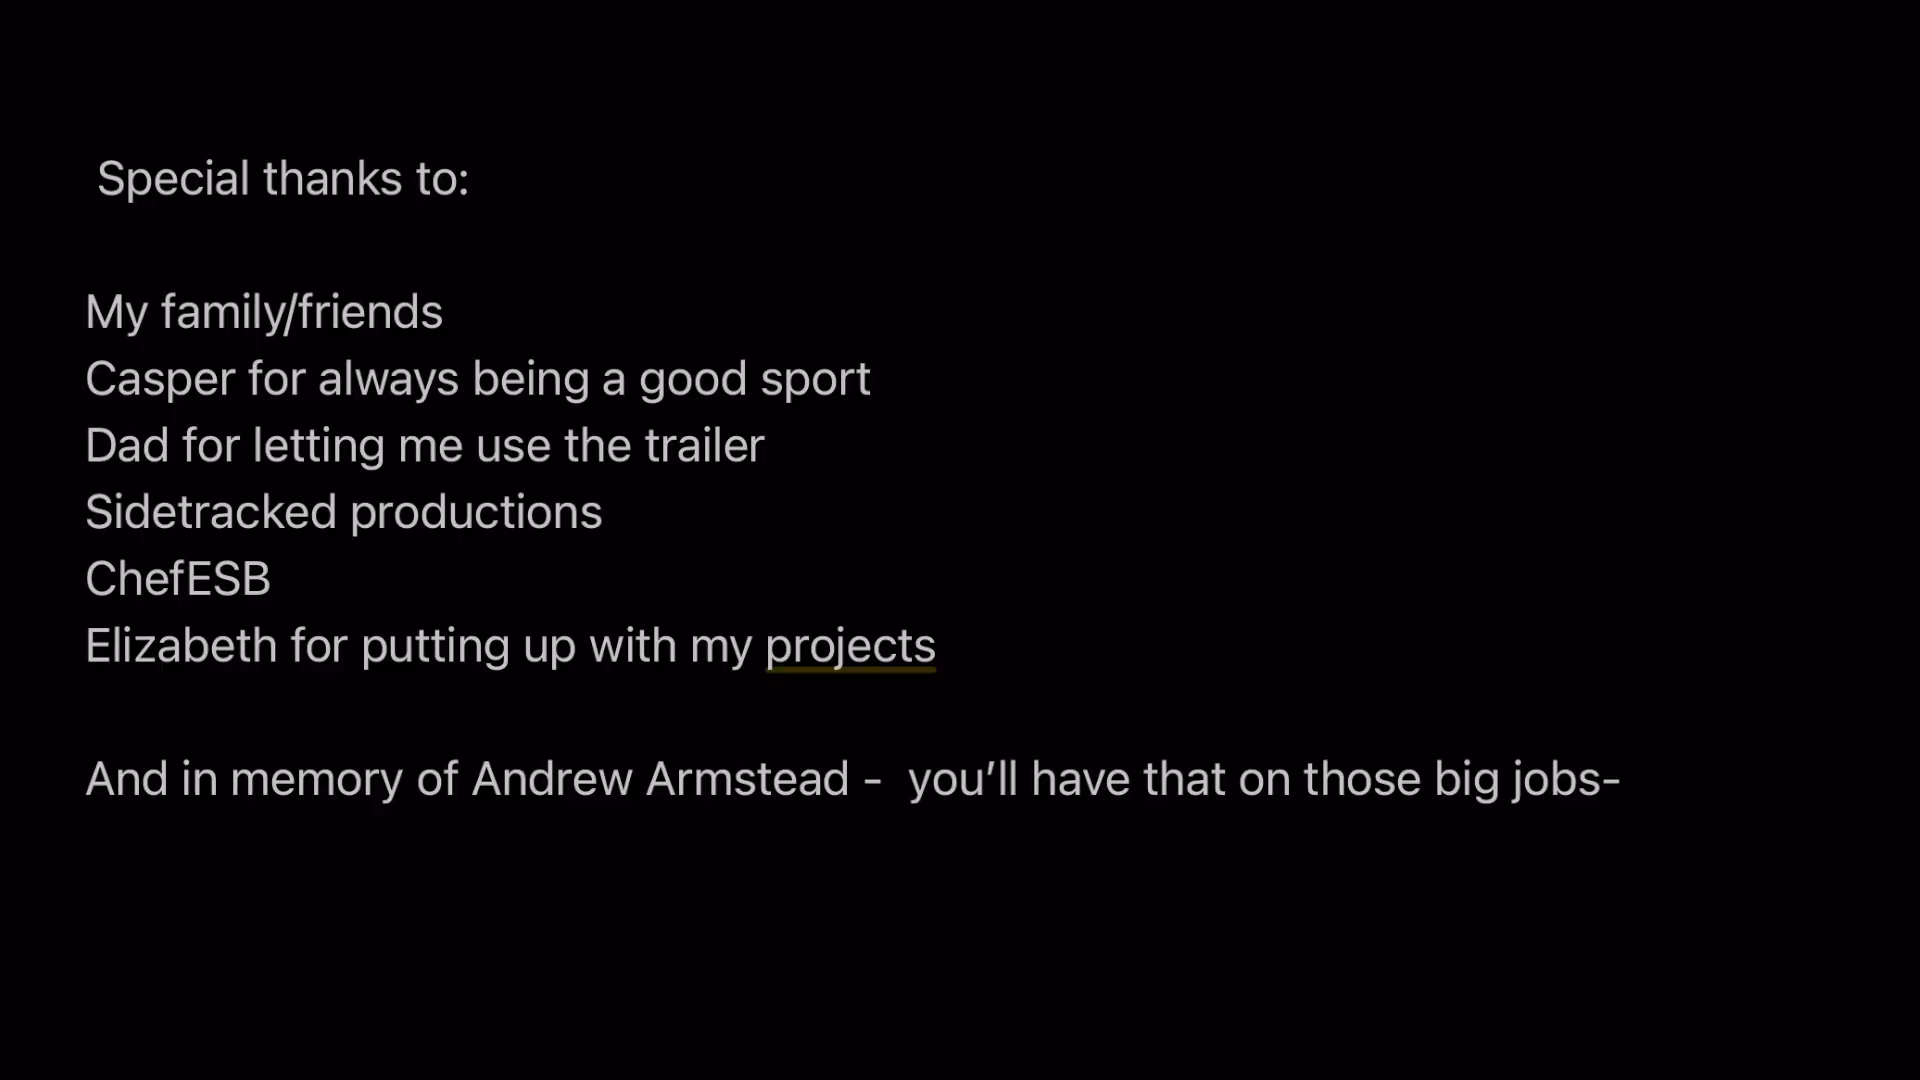 Special thanks to:
My family/friends
Casper for always being a good sport
Dad for letting me use the trailer
Sidetracked productions
ChefESB
Elizabeth for putting up with my projects
And in memory of Andrew Armstead -  you’ll have that on those big jobs-